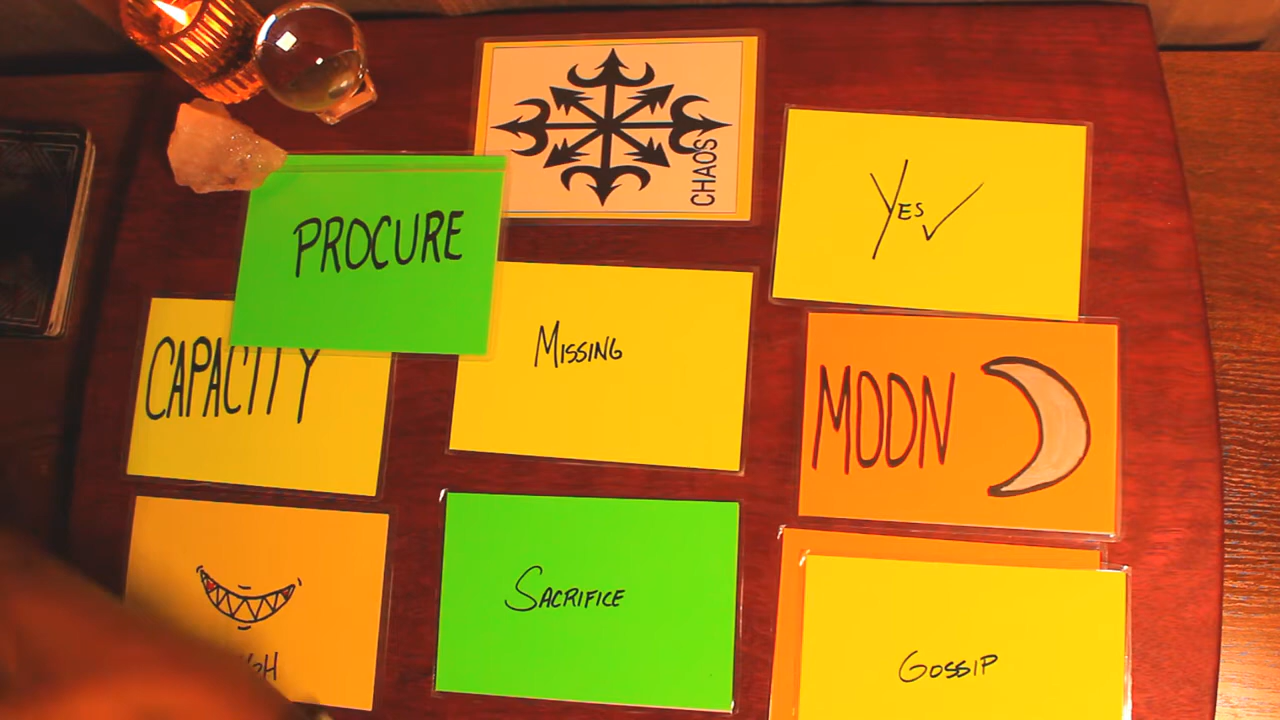 CHAOS
PROCURE
YES ✓
CAPACITY
MISSING
MOON
SACRIFICE
GOSSIP